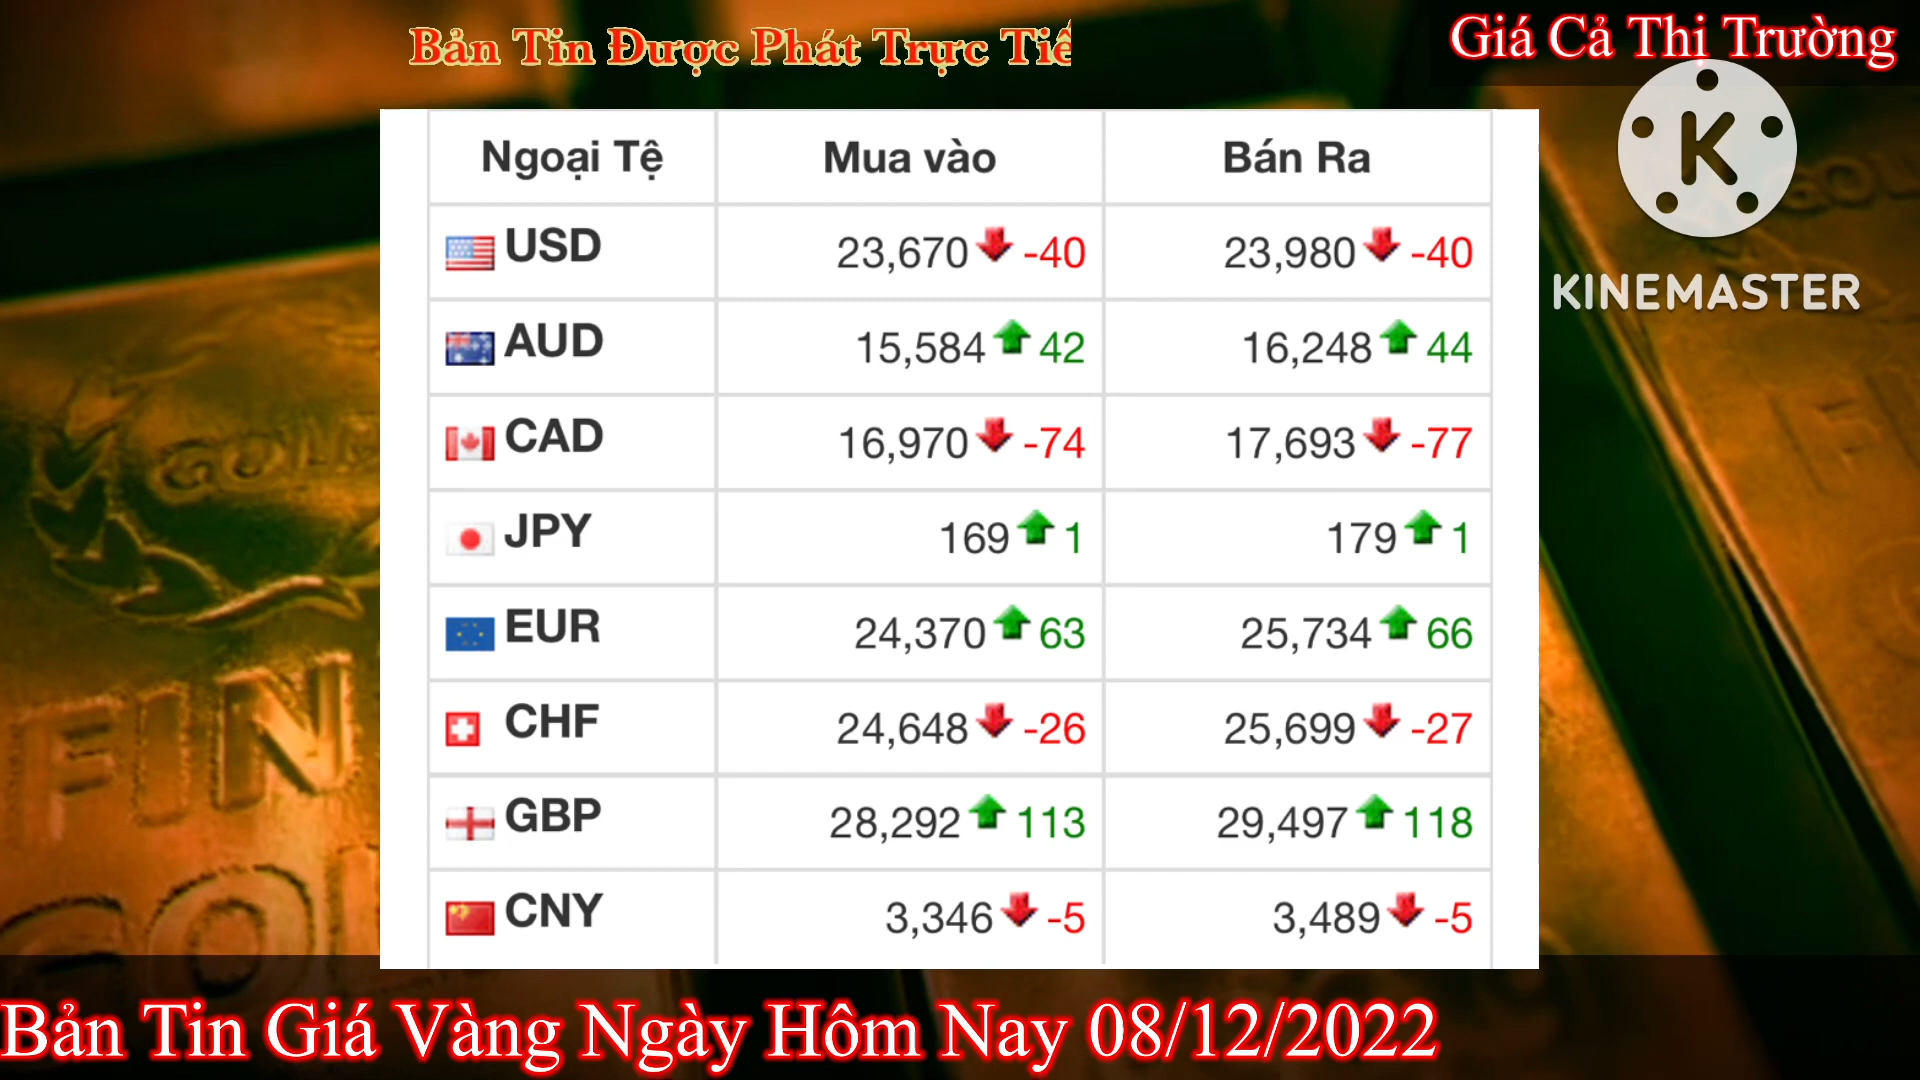 Bản Tin Được Phát Trực Tiế
Giá Cả Thị Trường
KINEMASTER
Ngoại Tệ Mua vào Bán Ra
USD 23,670 -40 23,980 -40
AUD 15,584 42 16,248 44
CAD 16,970 -74 17,693 -77
JPY 169 1 179 1
EUR 24,370 63 25,734 66
CHF 24,648 -26 25,699 -27
GBP 28,292 113 29,497 118
CNY 3,346 -5 3,489 -5
GOLD
FIN
GOL
Bản Tin Giá Vàng Ngày Hôm Nay 08/12/2022